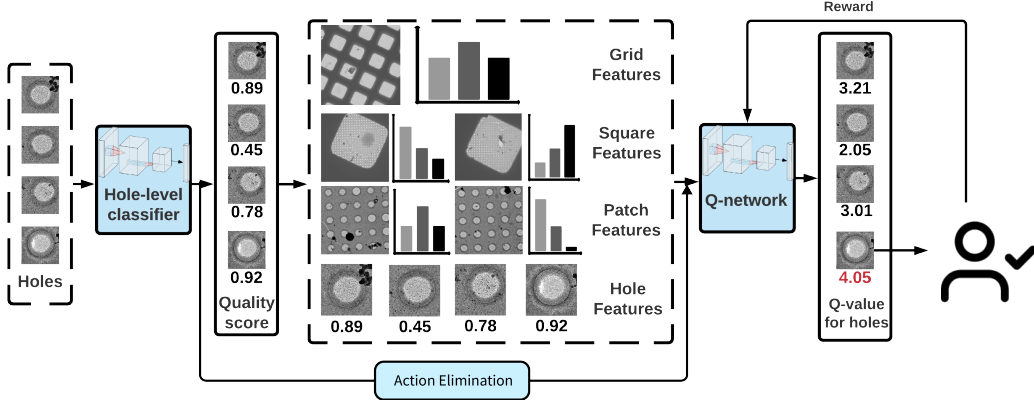 Holes
Hole-level
classifier
0.89
0.45
0.78
0.92
Quality
score
Grid
Features
Square
Features
Patch
Features
Hole
Features
0.89
0.45
0.78
0.92
Action Elimination
Q-network
Reward
3.21
2.05
3.01
4.05
Q-value
for holes